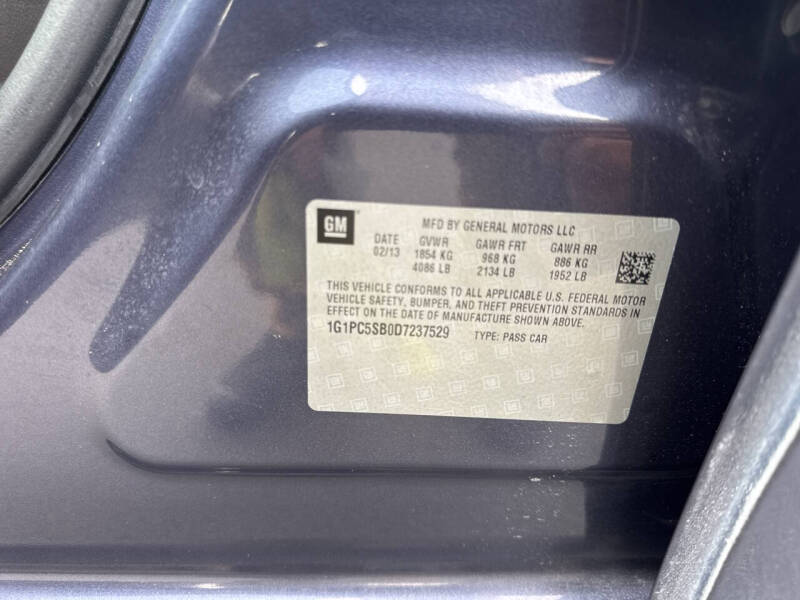 GM
MFD BY GENERAL MOTORS LLC
DATE GVWR GAWR FRT GAWR RR
02/13 1854 KG 968 KG 886 KG
4086 LB 2134 LB 1952 LB
THIS VEHICLE CONFORMS TO ALL APPLICABLE U.S. FEDERAL MOTOR
VEHICLE SAFETY, BUMPER, AND THEFT PREVENTION STANDARDS IN
EFFECT ON THE DATE OF MANUFACTURE SHOWN ABOVE.
1G1PC5SB0D7237529 TYPE: PASS CAR